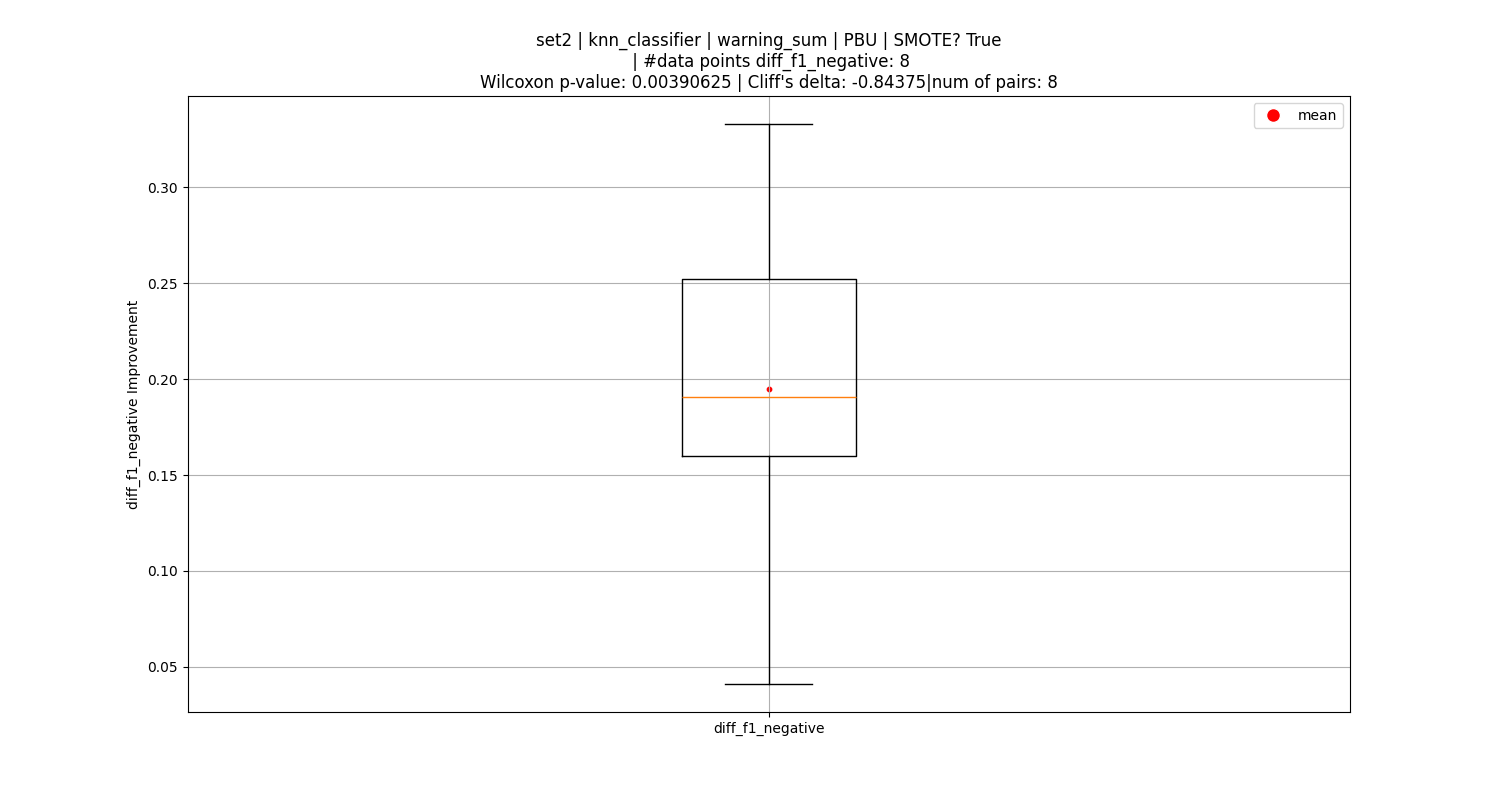 set2 | knn_classifier | warning_sum | PBU | SMOTE? True
| #data points diff_f1_negative: 8
Wilcoxon p-value: 0.00390625 | Cliff's delta: -0.84375|num of pairs: 8
mean
0.30
0.25
0.20
0.15
0.10
0.05
diff_f1_negative Improvement
diff_f1_negative